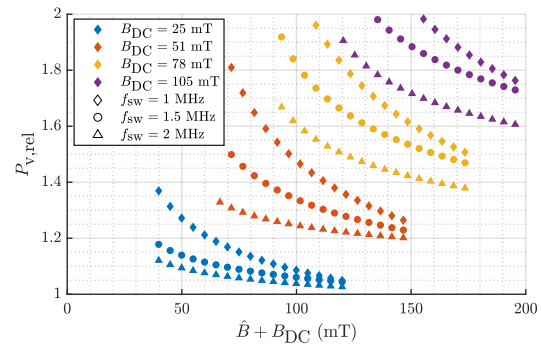 2
1.8
1.6
1.4
1.2
1
P_v,rel
B_DC = 25 mT
B_DC = 51 mT
B_DC = 78 mT
B_DC = 105 mT
f_sw = 1 MHz
f_sw = 1.5 MHz
f_sw = 2 MHz
0 50 100 150 200
B̂ + B_DC (mT)